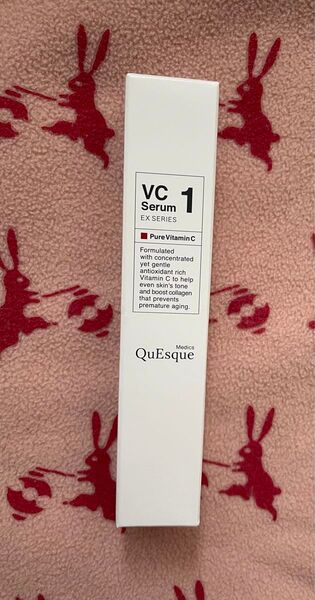 VC
Serum 1
EX SERIES
Pure Vitamin C
Formulated
with concentrated
yet gentle
antioxidant rich
Vitamin C to help
even skin's tone
and boost collagen
that prevents
premature aging.
Medics
QuEsque